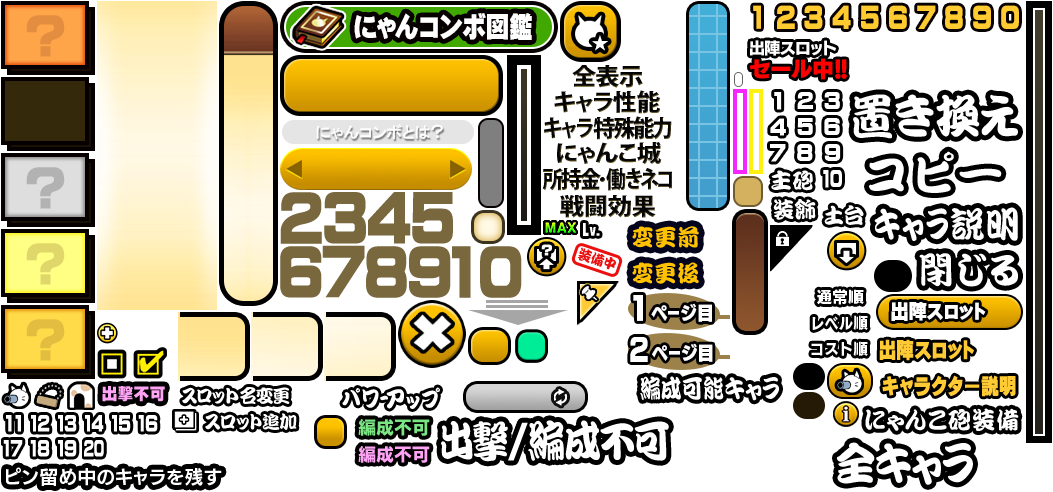 ?
?
?
?
?
にゃんコンボ図鑑
にゃんコンボとは？
2345
678910
全表示
キャラ性能
キャラ特殊能力
にゃんこ城
所持金・働きネコ
戦闘効果
MAX Lv.
装備中
変更前
変更後
1ページ目
2ページ目
編成可能キャラ
1234567890
出陣スロット
セール中!!
1 2 3
4 5 6
7 8 9
主砲 10
装飾
土台
置き換え
コピー
キャラ説明
閉じる
通常順
レベル順
コスト順
出陣スロット
出陣スロット
キャラクター説明
にゃんこ砲装備
全キャラ
出撃不可
11 12 13 14 15 16
17 18 19 20
ピン留め中のキャラを残す
スロット名変更
スロット追加
パワーアップ
編成不可
編成不可
出撃/編成不可